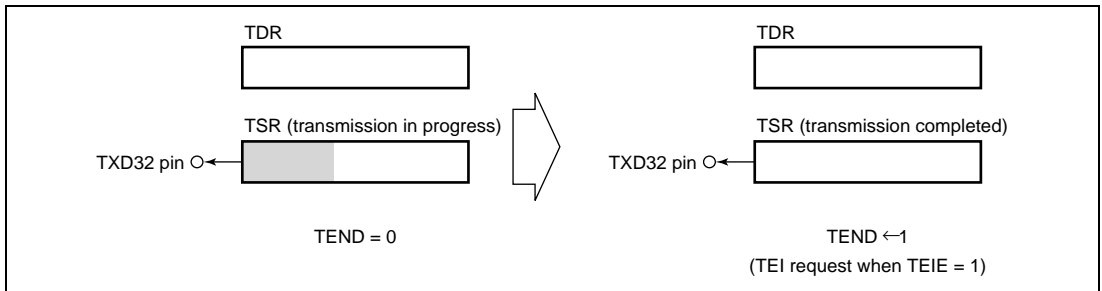 TDR
TSR (transmission in progress)
TXD32 pin
TEND = 0
TDR
TSR (transmission completed)
TXD32 pin
TEND ←1
(TEI request when TEIE = 1)